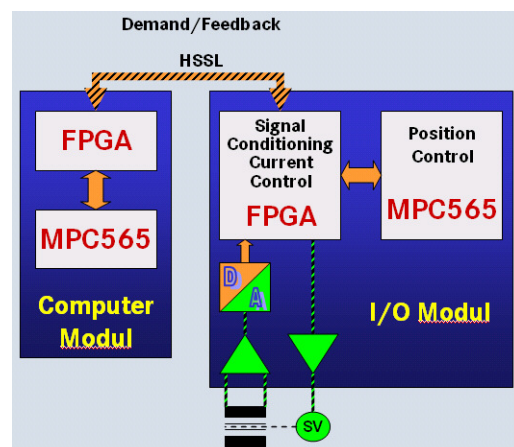 Demand/Feedback
HSSL
FPGA
MPC565
Computer
Modul
Signal
Conditioning
Current
Control
FPGA
Position
Control
MPC565
I/O Modul
D
A
SV